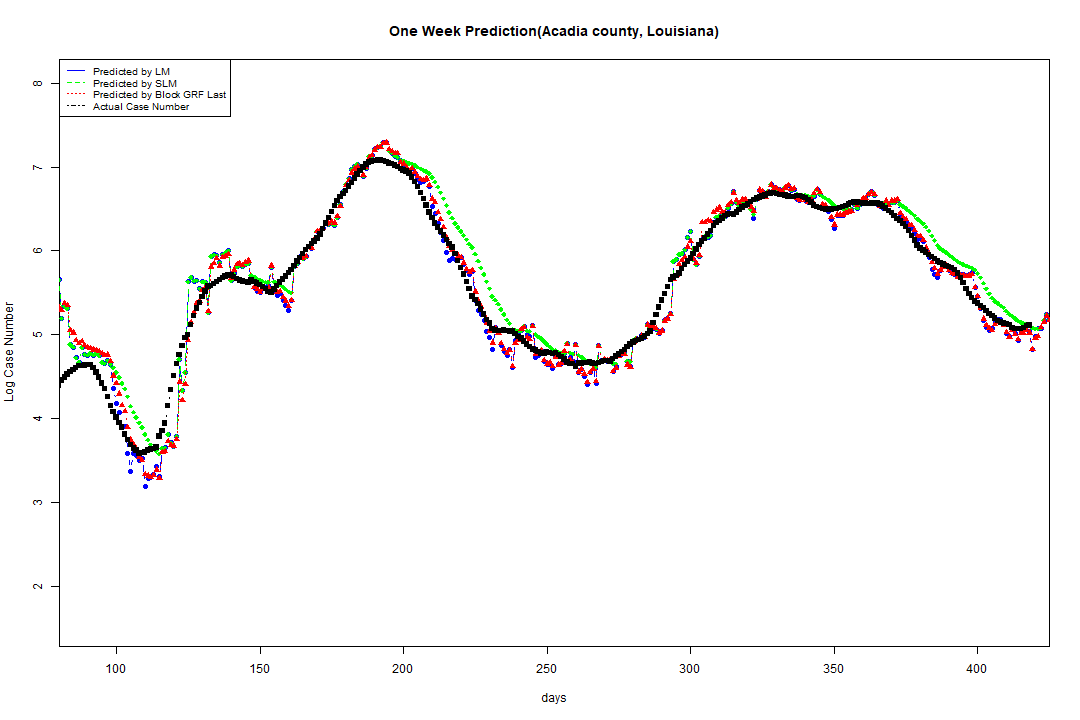 One Week Prediction(Acadia county, Louisiana)
Predicted by LM
Predicted by SLM
Predicted by Block GRF Last
Actual Case Number
8
7
6
5
4
3
2
Log Case Number
100 150 200 250 300 350 400
days